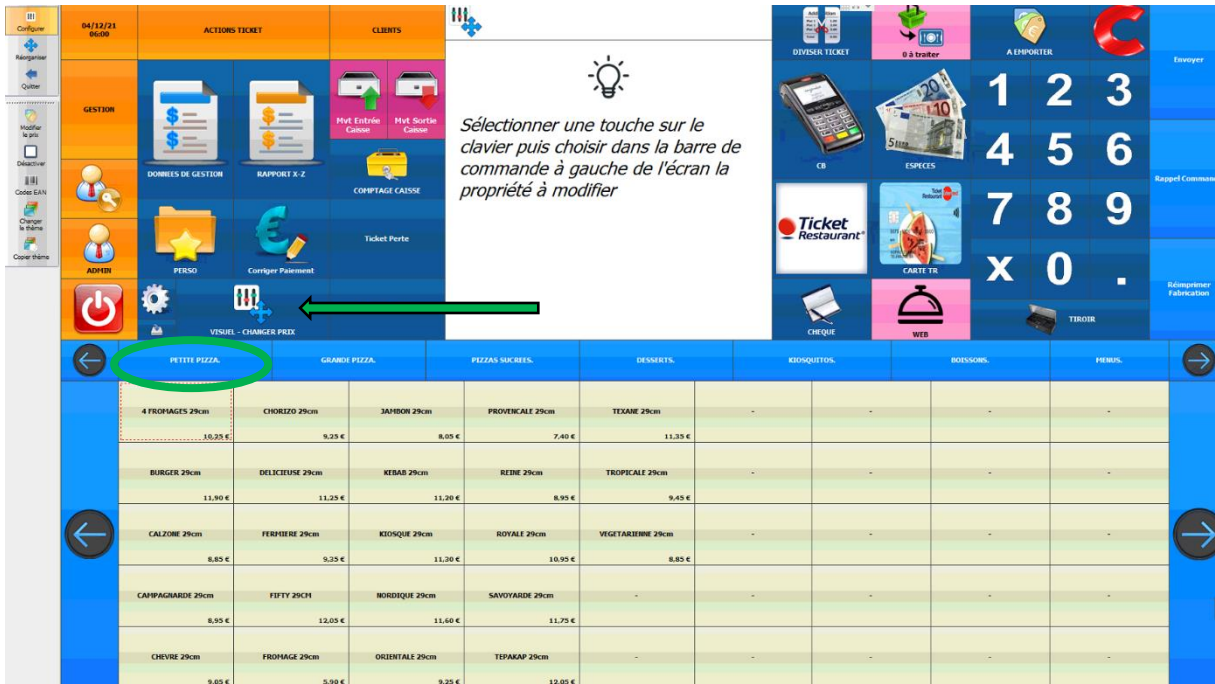 Configurer
Réorganiser
Quitter
Modifier
le prix
Désactiver
Codes EAN
Changer
le thème
Copier thème
04/12/21
06:00
ACTIONS TICKET
CLIENTS
GESTION
DONNEES DE GESTION
RAPPORT X-Z
Mvt Entrée
Caisse
Mvt Sortie
Caisse
COMPTAGE CAISSE
ADMIN
PERSO
Corriger Paiement
Ticket Perte
VISUEL - CHANGER PRIX
Sélectionner une touche sur le
clavier puis choisir dans la barre de
commande à gauche de l'écran la
propriété à modifier
DIVISER TICKET
0 à traiter
A EMPORTER
C
Envoyer
CB
ESPECES
1 2 3
4 5 6
Rappel Comman
Ticket
Restaurant
CARTE TR
7 8 9
X 0 .
CHEQUE
WEB
TIROIR
Réimprimer
Fabrication
PETITE PIZZA. GRANDE PIZZA. PIZZAS SUCREES. DESSERTS. KIOSQUITOS. BOISSONS. MENUS.
4 FROMAGES 29cm CHORIZO 29cm JAMBON 29cm PROVENCALE 29cm TEXANE 29cm - - - -
10,25 € 9,25 € 8,05 € 7,40 € 11,35 €
BURGER 29cm DELICIEUSE 29cm KEBAB 29cm REINE 29cm TROPICALE 29cm - - - -
11,90 € 11,25 € 11,20 € 8,95 € 9,45 €
CALZONE 29cm FERMIERE 29cm KIOSQUE 29cm ROYALE 29cm VEGETARIENNE 29cm - - - -
8,85 € 9,35 € 11,30 € 10,95 € 8,85 €
CAMPAGNARDE 29cm FIFTY 29CM NORDIQUE 29cm SAVOYARDE 29cm - - - - -
8,95 € 12,05 € 11,60 € 11,75 €
CHEVRE 29cm FROMAGE 29cm ORIENTALE 29cm TEPAKAP 29cm - - - - -
9,05 € 5,90 € 9,25 € 12,05 €